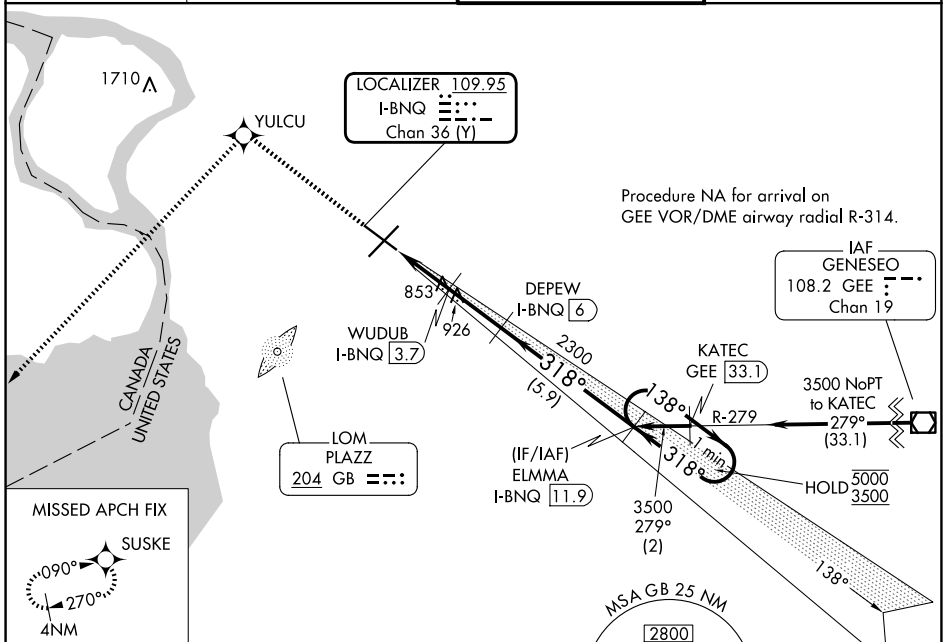 1710
LOCALIZER 109.95
I-BNQ
Chan 36 (Y)
YULCU
Procedure NA for arrival on
GEE VOR/DME airway radial R-314.
IAF
GENESEO
108.2 GEE
Chan 19
853
926
WUDUB
I-BNQ 3.7
DEPEW
I-BNQ 6
2300
318°
(5.9)
KATEC
GEE 33.1
138°
R-279
3500 NoPT
to KATEC
279°
(33.1)
1 min
318°
(IF/IAF)
ELMMA
I-BNQ 11.9
HOLD 5000
3500
3500
279°
(2)
138°
CANADA
UNITED STATES
LOM
PLAZZ
204 GB
MISSED APCH FIX
SUSKE
090°
270°
4NM
MSA GB 25 NM
2800